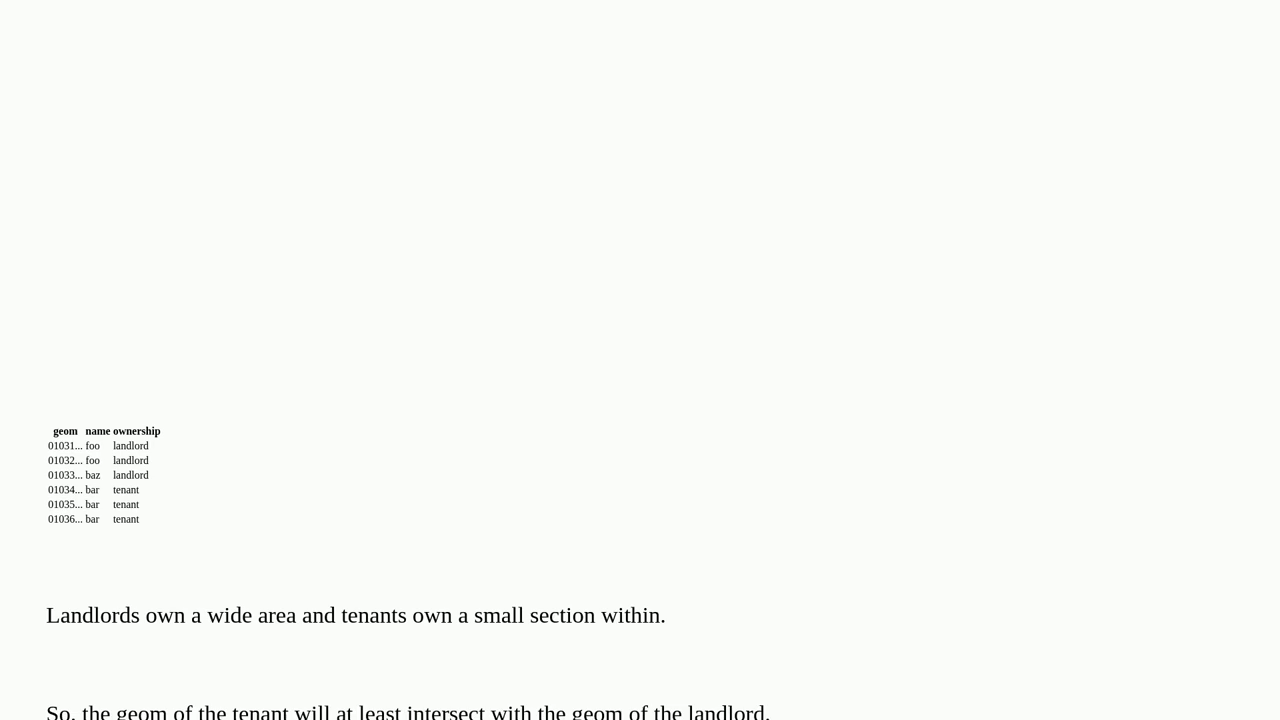 geom name ownership
01031... foo landlord
01032... foo landlord
01033... baz landlord
01034... bar tenant
01035... bar tenant
01036... bar tenant
Landlords own a wide area and tenants own a small section within.
So, the geom of the tenant will at least intersect with the geom of the landlord.